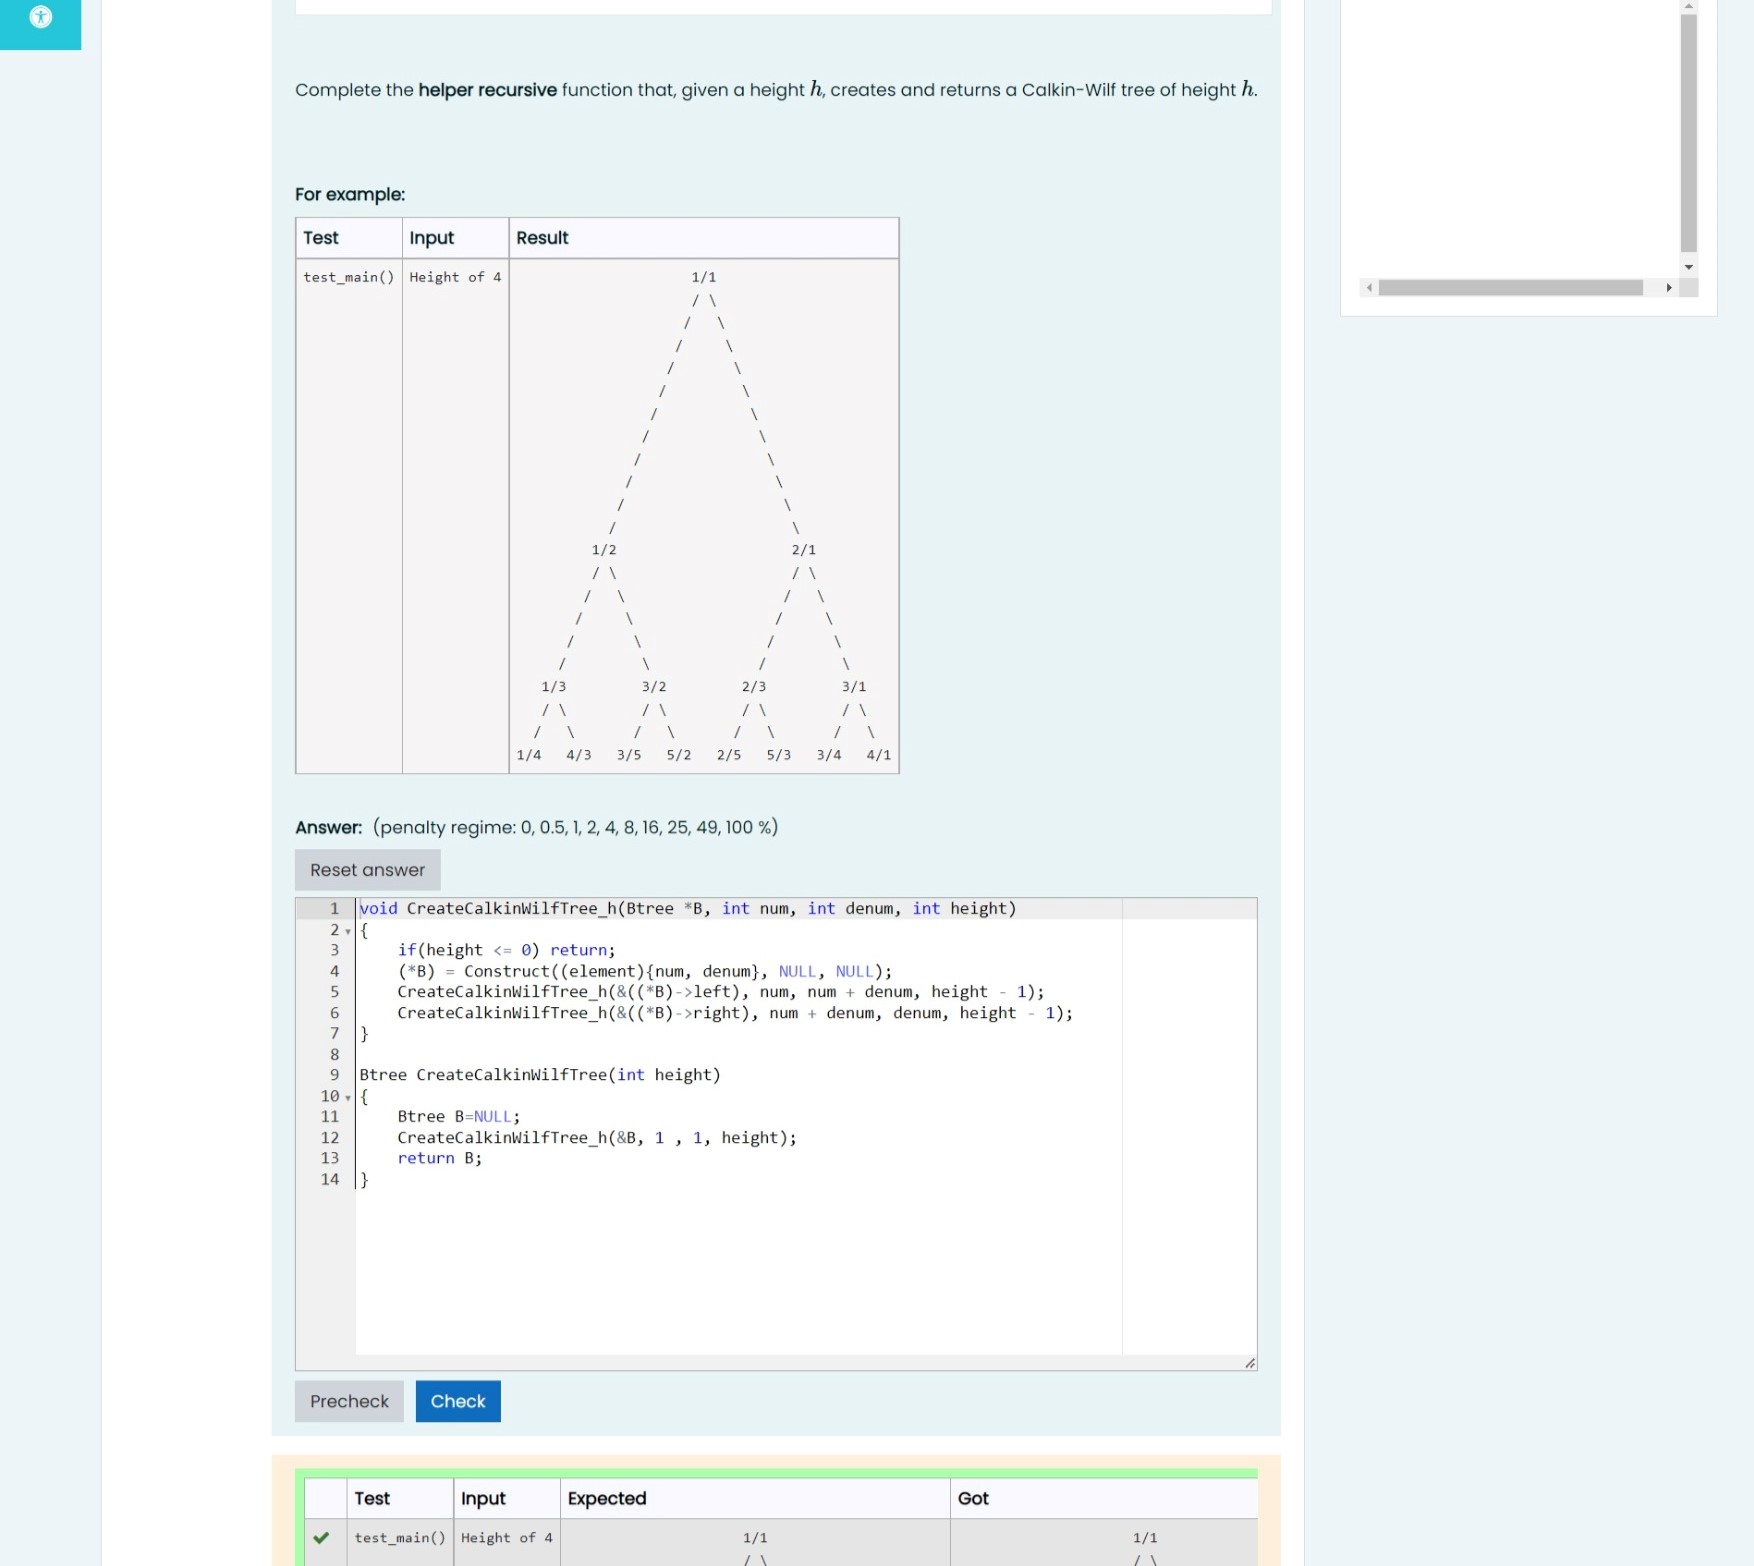 Complete the helper recursive function that, given a height h, creates and returns a Calkin-Wilf tree of height h.
For example:
Test Input Result
test_main() Height of 4 1/1
/ \
/ \
/ \
/ \
/ \
/ \
/ \
/ \
/ \
/ \
/ \
1/2 2/1
/ \ / \
/ \ / \
/ \ / \
/ \ / \
/ \ / \
1/3 3/2 2/3 3/1
/ \ / \ / \ / \
/ \ / \ / \ / \
1/4 4/3 3/5 5/2 2/5 5/3 3/4 4/1
Answer: (penalty regime: 0, 0.5, 1, 2, 4, 8, 16, 25, 49, 100 %)
Reset answer
1 void CreateCalkinWilfTree_h(Btree *B, int num, int denum, int height)
2 {
3 if(height <= 0) return;
4 (*B) = Construct((element){num, denum}, NULL, NULL);
5 CreateCalkinWilfTree_h(&((*B)->left), num, num + denum, height - 1);
6 CreateCalkinWilfTree_h(&((*B)->right), num + denum, denum, height - 1);
7 }
8
9 Btree CreateCalkinWilfTree(int height)
10 {
11 Btree B=NULL;
12 CreateCalkinWilfTree_h(&B, 1 , 1, height);
13 return B;
14 }
Precheck Check
Test Input Expected Got
test_main() Height of 4 1/1 1/1
/ \ / \